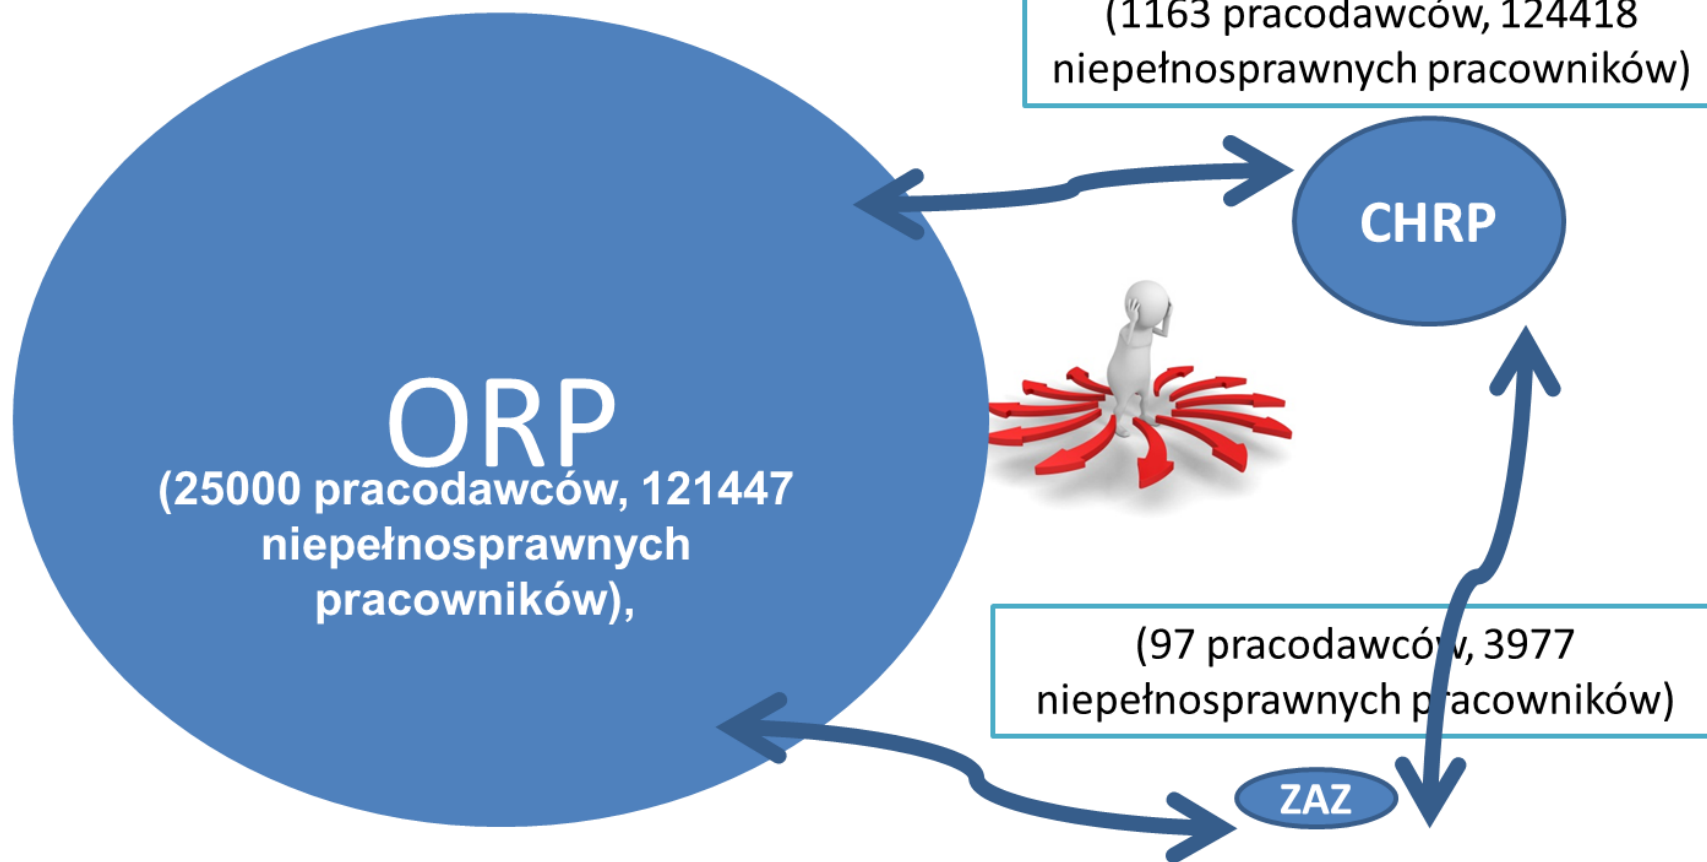 (1163 pracodawców, 124418
niepełnosprawnych pracowników)
CHRP
ORP
(25000 pracodawców, 121447
niepełnosprawnych
pracowników),
(97 pracodawców, 3977
niepełnosprawnych pracowników)
ZAZ